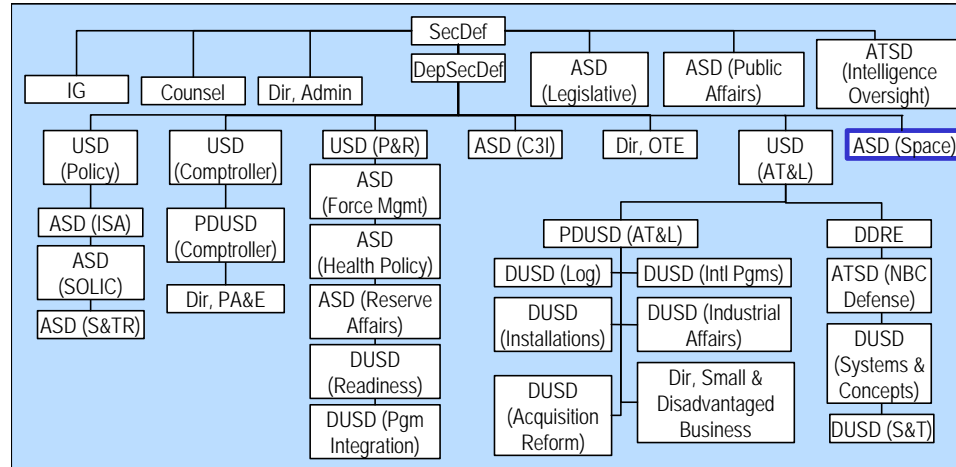 SecDef
DepSecDef
IG
Counsel
Dir, Admin
ASD
(Legislative)
ASD (Public
Affairs)
ATSD
(Intelligence
Oversight)
USD
(Policy)
USD
(Comptroller)
USD (P&R)
ASD (C3I)
Dir, OTE
USD
(AT&L)
ASD (Space)
ASD (ISA)
ASD
(SOLIC)
ASD (S&TR)
PDUSD
(Comptroller)
Dir, PA&E
ASD
(Force Mgmt)
ASD
(Health Policy)
ASD (Reserve
Affairs)
DUSD
(Readiness)
DUSD (Pgm
Integration)
PDUSD (AT&L)
DUSD (Log)
DUSD (Intl Pgms)
DUSD
(Installations)
DUSD (Industrial
Affairs)
DUSD
(Acquisition
Reform)
Dir, Small &
Disadvantaged
Business
DDRE
ATSD (NBC
Defense)
DUSD
(Systems &
Concepts)
DUSD (S&T)